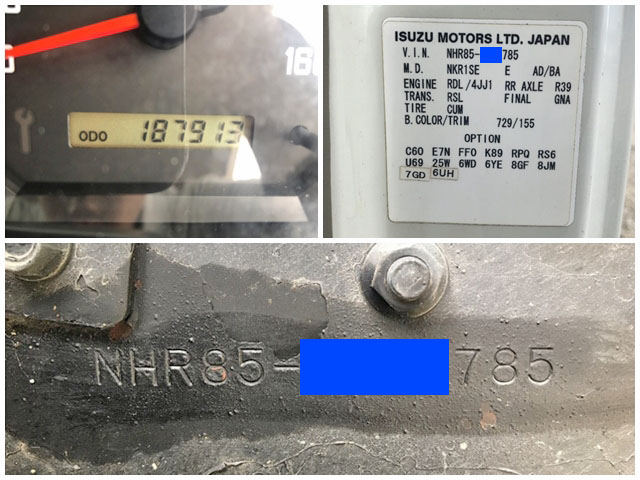 160
ODO 187913
ISUZU MOTORS LTD. JAPAN
V.I.N. NHR85- 785
M.D. NKR1SE E AD/BA
ENGINE RDL/4JJ1 RR AXLE R39
TRANS. RSL FINAL GNA
TIRE CUM
B.COLOR/TRIM 729/155
OPTION
C60 E7N FF0 K89 RPQ RS6
U69 25W 6WD 6YE 8GF 8JM
7GD 6UH
NHR85- 785